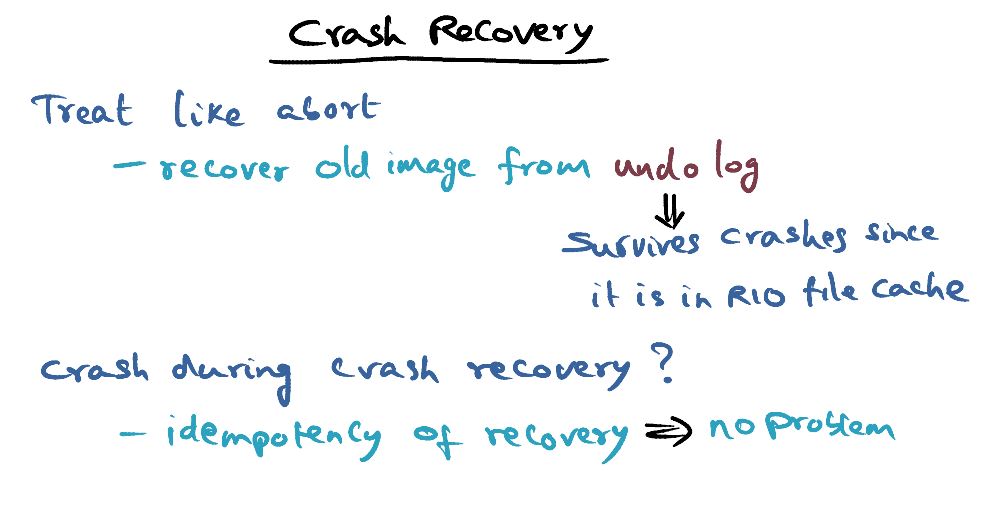 Crash Recovery
Treat like abort
- recover old image from undo log
⇓
Survives crashes since
it is in RIO file cache
Crash during crash recovery?
- idempotency of recovery ⇒ no problem